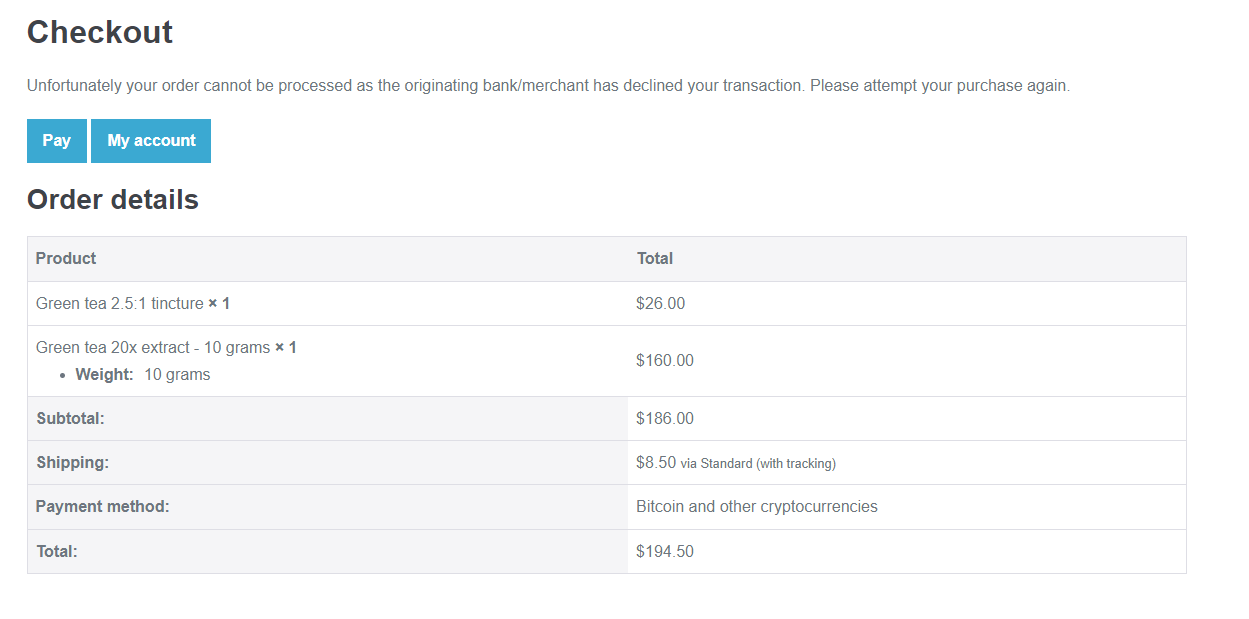 Checkout
Unfortunately your order cannot be processed as the originating bank/merchant has declined your transaction. Please attempt your purchase again.
Pay My account
Order details
Product Total
Green tea 2.5:1 tincture × 1 $26.00
Green tea 20x extract - 10 grams × 1
$160.00
• Weight: 10 grams
Subtotal: $186.00
Shipping: $8.50 via Standard (with tracking)
Payment method: Bitcoin and other cryptocurrencies
Total: $194.50